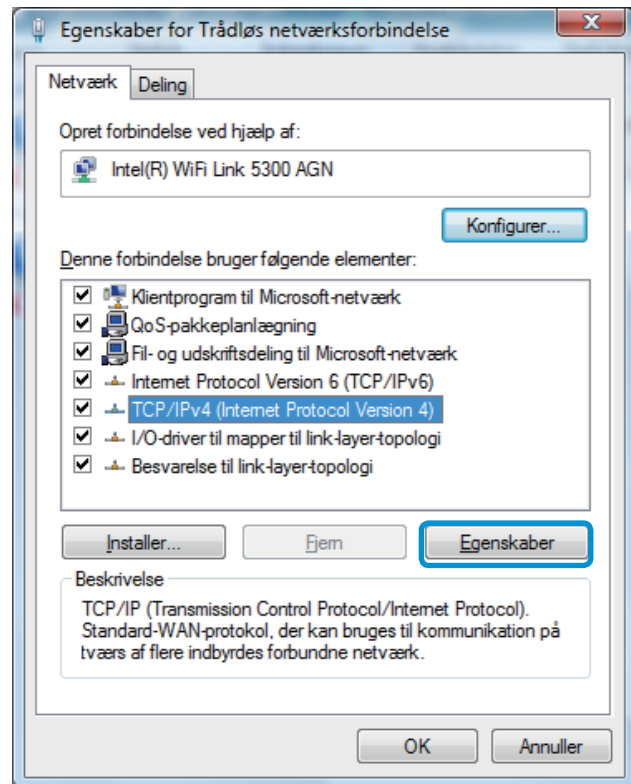 Egenskaber for Trådløs netværksforbindelse
Netværk
Deling
Opret forbindelse ved hjælp af:
Intel(R) WiFi Link 5300 AGN
Konfigurer...
Denne forbindelse bruger følgende elementer:
Klientprogram til Microsoft-netværk
QoS-pakkeplanlægning
Fil- og udskriftsdeling til Microsoft-netværk
Internet Protocol Version 6 (TCP/IPv6)
TCP/IPv4 (Internet Protocol Version 4)
I/O-driver til mapper til link-layer-topologi
Besvarelse til link-layer-topologi
Installer...
Fjern
Egenskaber
Beskrivelse
TCP/IP (Transmission Control Protocol/Internet Protocol).
Standard-WAN-protokol, der kan bruges til kommunikation på
tværs af flere indbyrdes forbundne netværk.
OK
Annuller